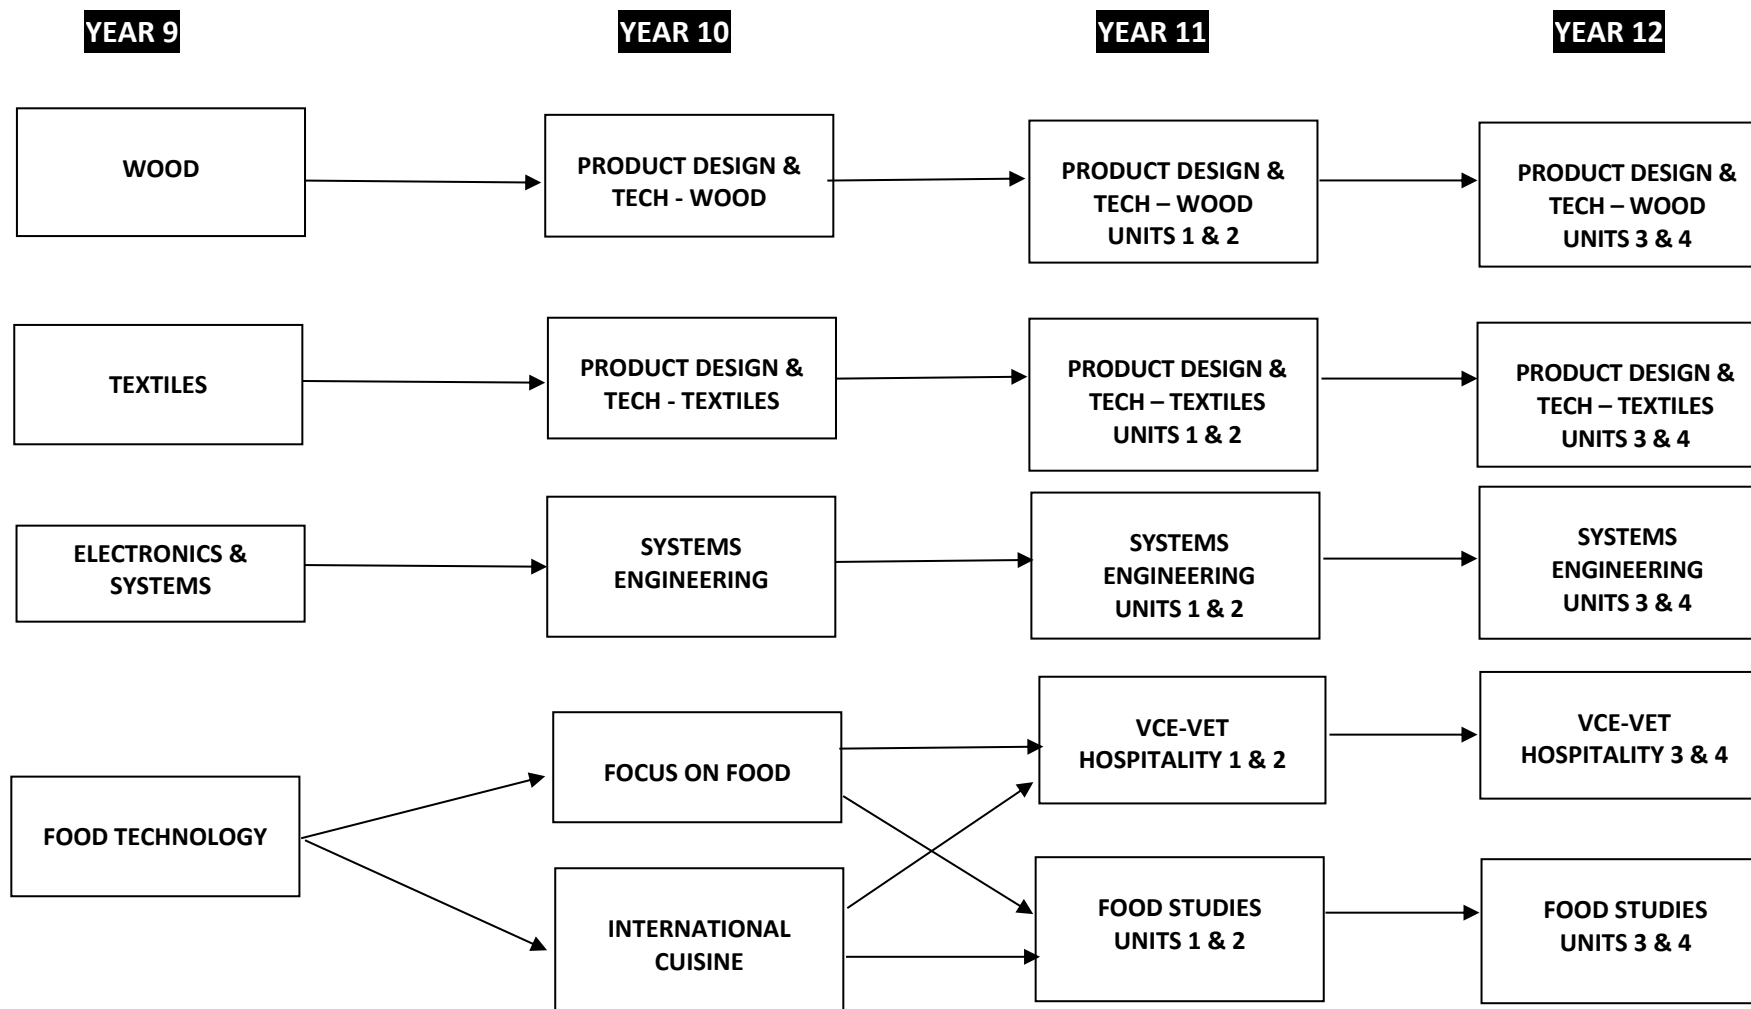 YEAR 9
YEAR 10
YEAR 11
YEAR 12
WOOD
PRODUCT DESIGN &
TECH - WOOD
PRODUCT DESIGN &
TECH – WOOD
UNITS 1 & 2
PRODUCT DESIGN &
TECH – WOOD
UNITS 3 & 4
TEXTILES
PRODUCT DESIGN &
TECH - TEXTILES
PRODUCT DESIGN &
TECH – TEXTILES
UNITS 1 & 2
PRODUCT DESIGN &
TECH – TEXTILES
UNITS 3 & 4
ELECTRONICS &
SYSTEMS
SYSTEMS
ENGINEERING
SYSTEMS
ENGINEERING
UNITS 1 & 2
SYSTEMS
ENGINEERING
UNITS 3 & 4
FOOD TECHNOLOGY
FOCUS ON FOOD
VCE-VET
HOSPITALITY 1 & 2
VCE-VET
HOSPITALITY 3 & 4
INTERNATIONAL
CUISINE
FOOD STUDIES
UNITS 1 & 2
FOOD STUDIES
UNITS 3 & 4